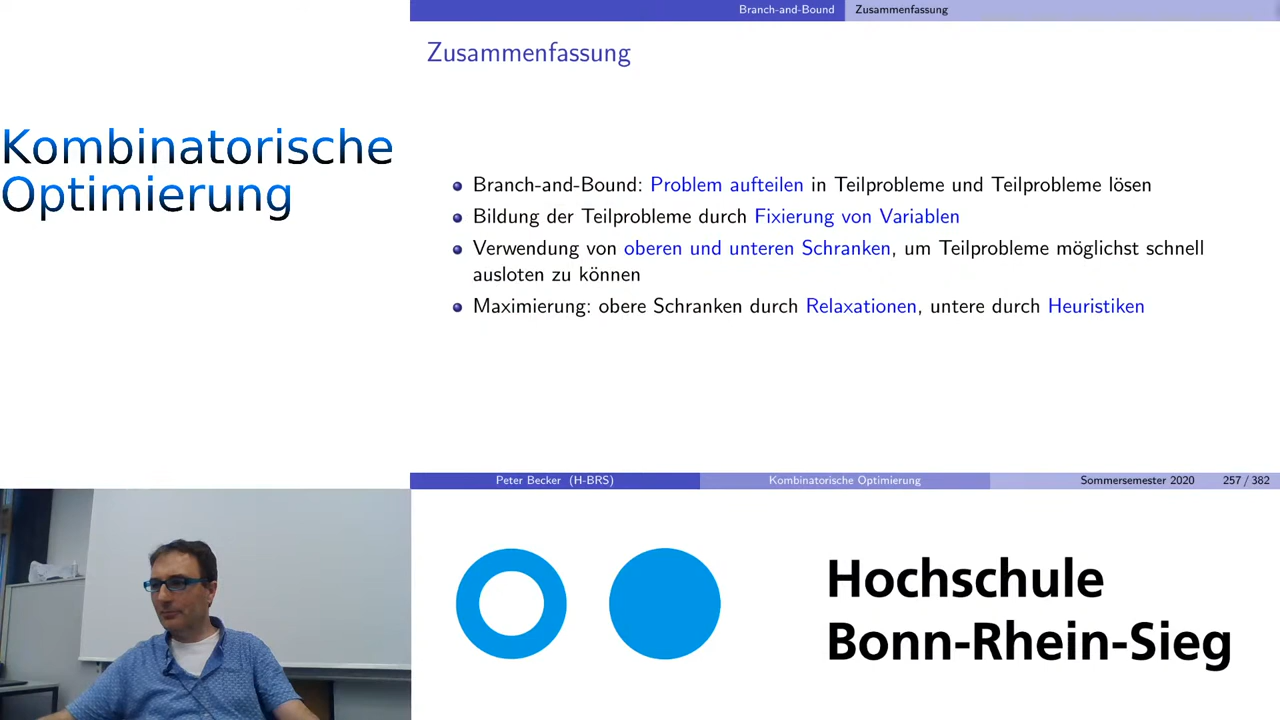 Branch-and-Bound Zusammenfassung
Zusammenfassung
Kombinatorische
Optimierung
Branch-and-Bound: Problem aufteilen in Teilprobleme und Teilprobleme lösen
Bildung der Teilprobleme durch Fixierung von Variablen
Verwendung von oberen und unteren Schranken, um Teilprobleme möglichst schnell
ausloten zu können
Maximierung: obere Schranken durch Relaxationen, untere durch Heuristiken
Peter Becker (H-BRS) Kombinatorische Optimierung Sommersemester 2020 257 / 382
Hochschule
Bonn-Rhein-Sieg